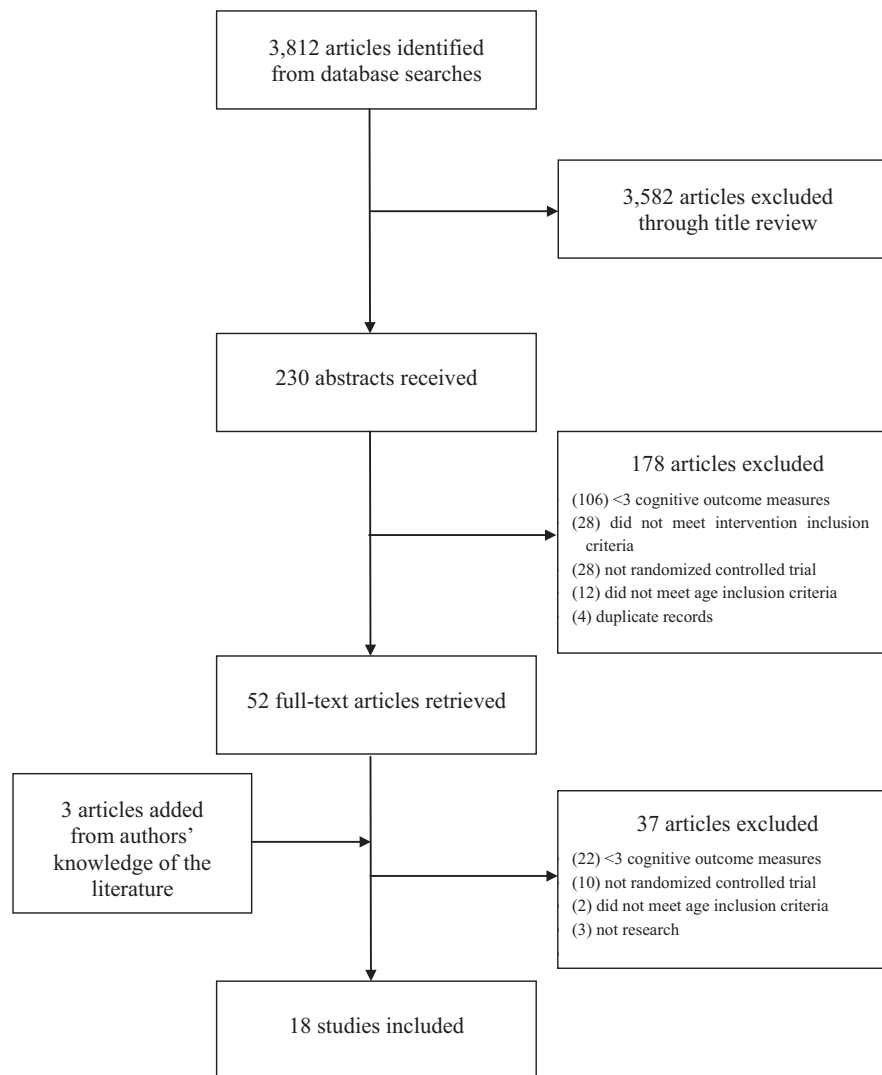 3,812 articles identified
from database searches
3,582 articles excluded
through title review
230 abstracts received
178 articles excluded
(106) <3 cognitive outcome measures
(28) did not meet intervention inclusion
criteria
(28) not randomized controlled trial
(12) did not meet age inclusion criteria
(4) duplicate records
52 full-text articles retrieved
3 articles added
from authors’
knowledge of the
literature
37 articles excluded
(22) <3 cognitive outcome measures
(10) not randomized controlled trial
(2) did not meet age inclusion criteria
(3) not research
18 studies included